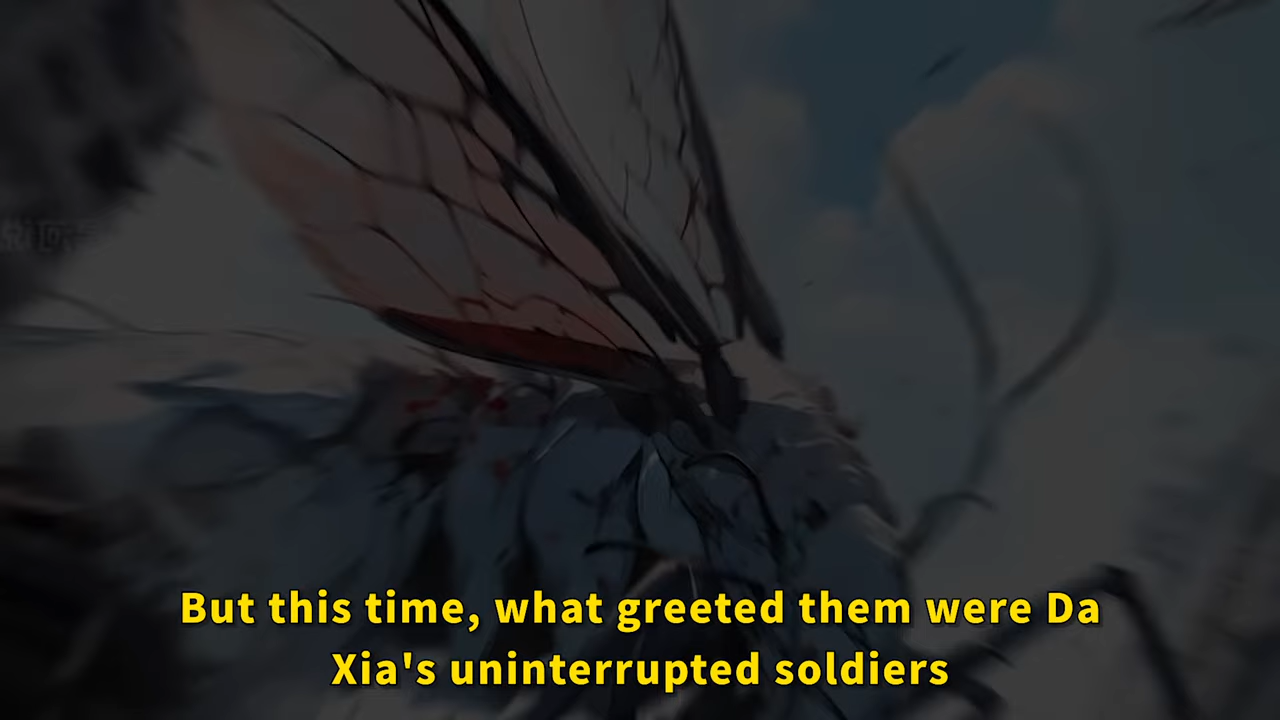 But this time, what greeted them were Da
Xia's uninterrupted soldiers